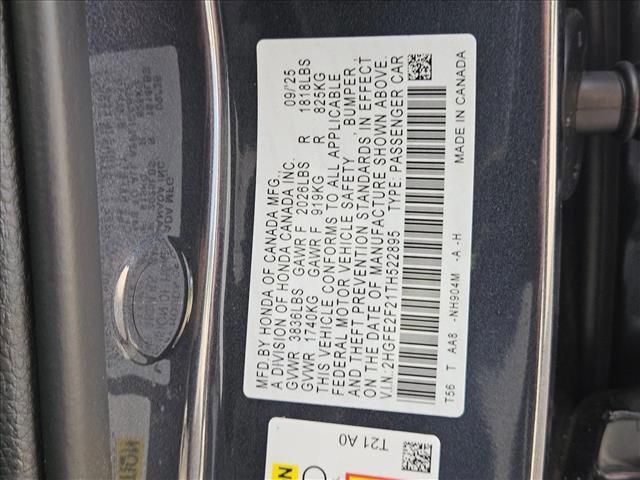 MFD BY HONDA OF CANADA MFG., 09/'25
A DIVISION OF HONDA CANADA INC.
GVWR 3836LBS GAWR F 2026LBS R 1818LBS
GVWR 1740KG GAWR F 919KG R 825KG
THIS VEHICLE CONFORMS TO ALL APPLICABLE
FEDERAL MOTOR VEHICLE SAFETY , BUMPER ,
AND THEFT PREVENTION STANDARDS IN EFFECT
ON THE DATE OF MANUFACTURE SHOWN ABOVE.
V.I.N. 2HGFE2F21TH522895 TYPE: PASSENGER CAR
T56 T AA8 -NH904M -A -H MADE IN CANADA
T21 A0